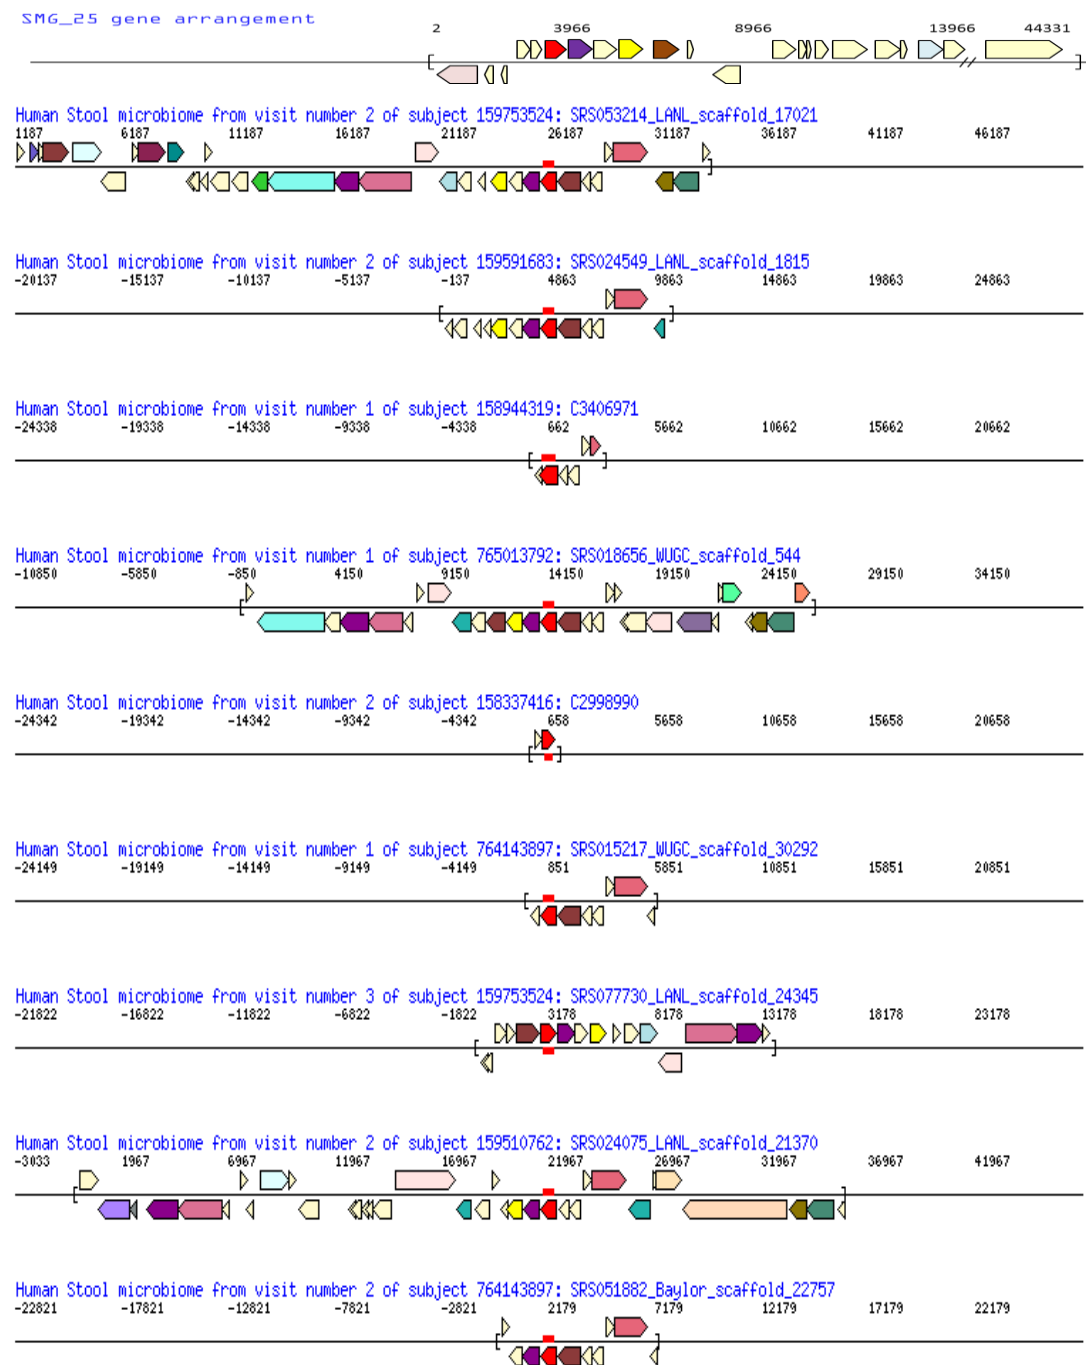 SMG_25 gene arrangement
2 3966 8966 13966 44331
Human Stool microbiome from visit number 2 of subject 159753524: SRS053214_LANL_scaffold_17021
1187 6187 11187 16187 21187 26187 31187 36187 41187 46187
Human Stool microbiome from visit number 2 of subject 159591683: SRS024549_LANL_scaffold_1815
-20137 -15137 -10137 -5137 -137 4863 9863 14863 19863 24863
Human Stool microbiome from visit number 1 of subject 158944319: C3406971
-24338 -19338 -14338 -9338 -4338 662 5662 10662 15662 20662
Human Stool microbiome from visit number 1 of subject 765013792: SRS018656_WUGC_scaffold_544
-10850 -5850 -850 4150 9150 14150 19150 24150 29150 34150
Human Stool microbiome from visit number 2 of subject 158337416: C2998990
-24342 -19342 -14342 -9342 -4342 658 5658 10658 15658 20658
Human Stool microbiome from visit number 1 of subject 764143897: SRS015217_WUGC_scaffold_30292
-24149 -19149 -14149 -9149 -4149 851 5851 10851 15851 20851
Human Stool microbiome from visit number 3 of subject 159753524: SRS077730_LANL_scaffold_24345
-21822 -16822 -11822 -6822 -1822 3178 8178 13178 18178 23178
Human Stool microbiome from visit number 2 of subject 159510762: SRS024075_LANL_scaffold_21370
-3033 1967 6967 11967 16967 21967 26967 31967 36967 41967
Human Stool microbiome from visit number 2 of subject 764143897: SRS051882_Baylor_scaffold_22757
-22821 -17821 -12821 -7821 -2821 2179 7179 12179 17179 22179